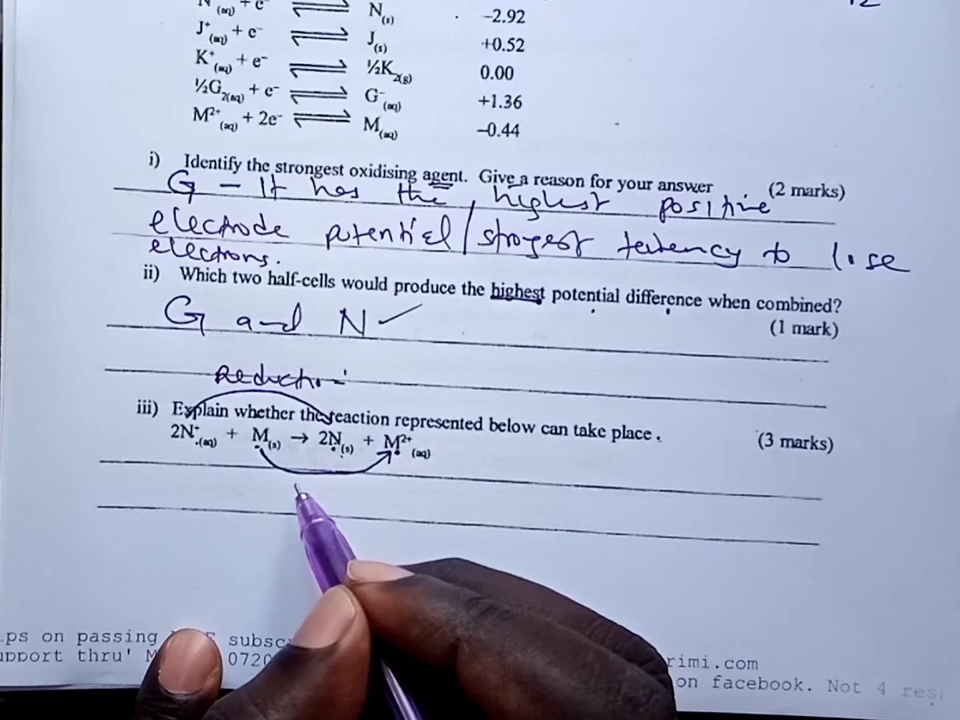 N⁺(aq) + e⁻ ⇌ N(s) −2.92
J⁺(aq) + e⁻ ⇌ J(s) +0.52
K⁺(aq) + e⁻ ⇌ ½K2(g) 0.00
½G2(aq) + e⁻ ⇌ G⁻(aq) +1.36
M²⁺(aq) + 2e⁻ ⇌ M(aq) −0.44
i) Identify the strongest oxidising agent. Give a reason for your answer (2 marks)
G - It has the highest positive
electrode potential / strogest tentency to lose
electrons.
ii) Which two half-cells would produce the highest potential difference when combined?
(1 mark)
G and N ✓
Reduction
iii) Explain whether the reaction represented below can take place. (3 marks)
2N⁺(aq) + M(s) → 2N(s) + M²⁺(aq)
ps on passing subsc
upport thru' M 0720 rimi.com
on facebook. Not 4 res